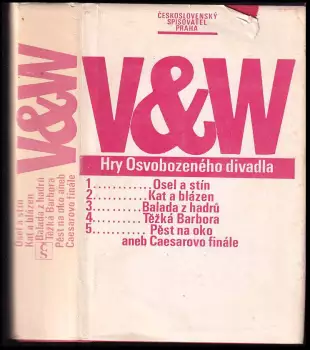 ČESKOSLOVENSKÝ
SPISOVATEL
PRAHA
V&W
Hry Osvobozeného divadla
1...........Osel a stín
2...........Kat a blázen
3...........Balada z hadrů
4...........Těžká Barbora
5...........Pěst na oko
aneb Caesarovo finále
V&W
Osel a stín
Kat a blázen
Balada z hadrů
Těžká Barbora
Pěst na oko aneb
Caesarovo finále